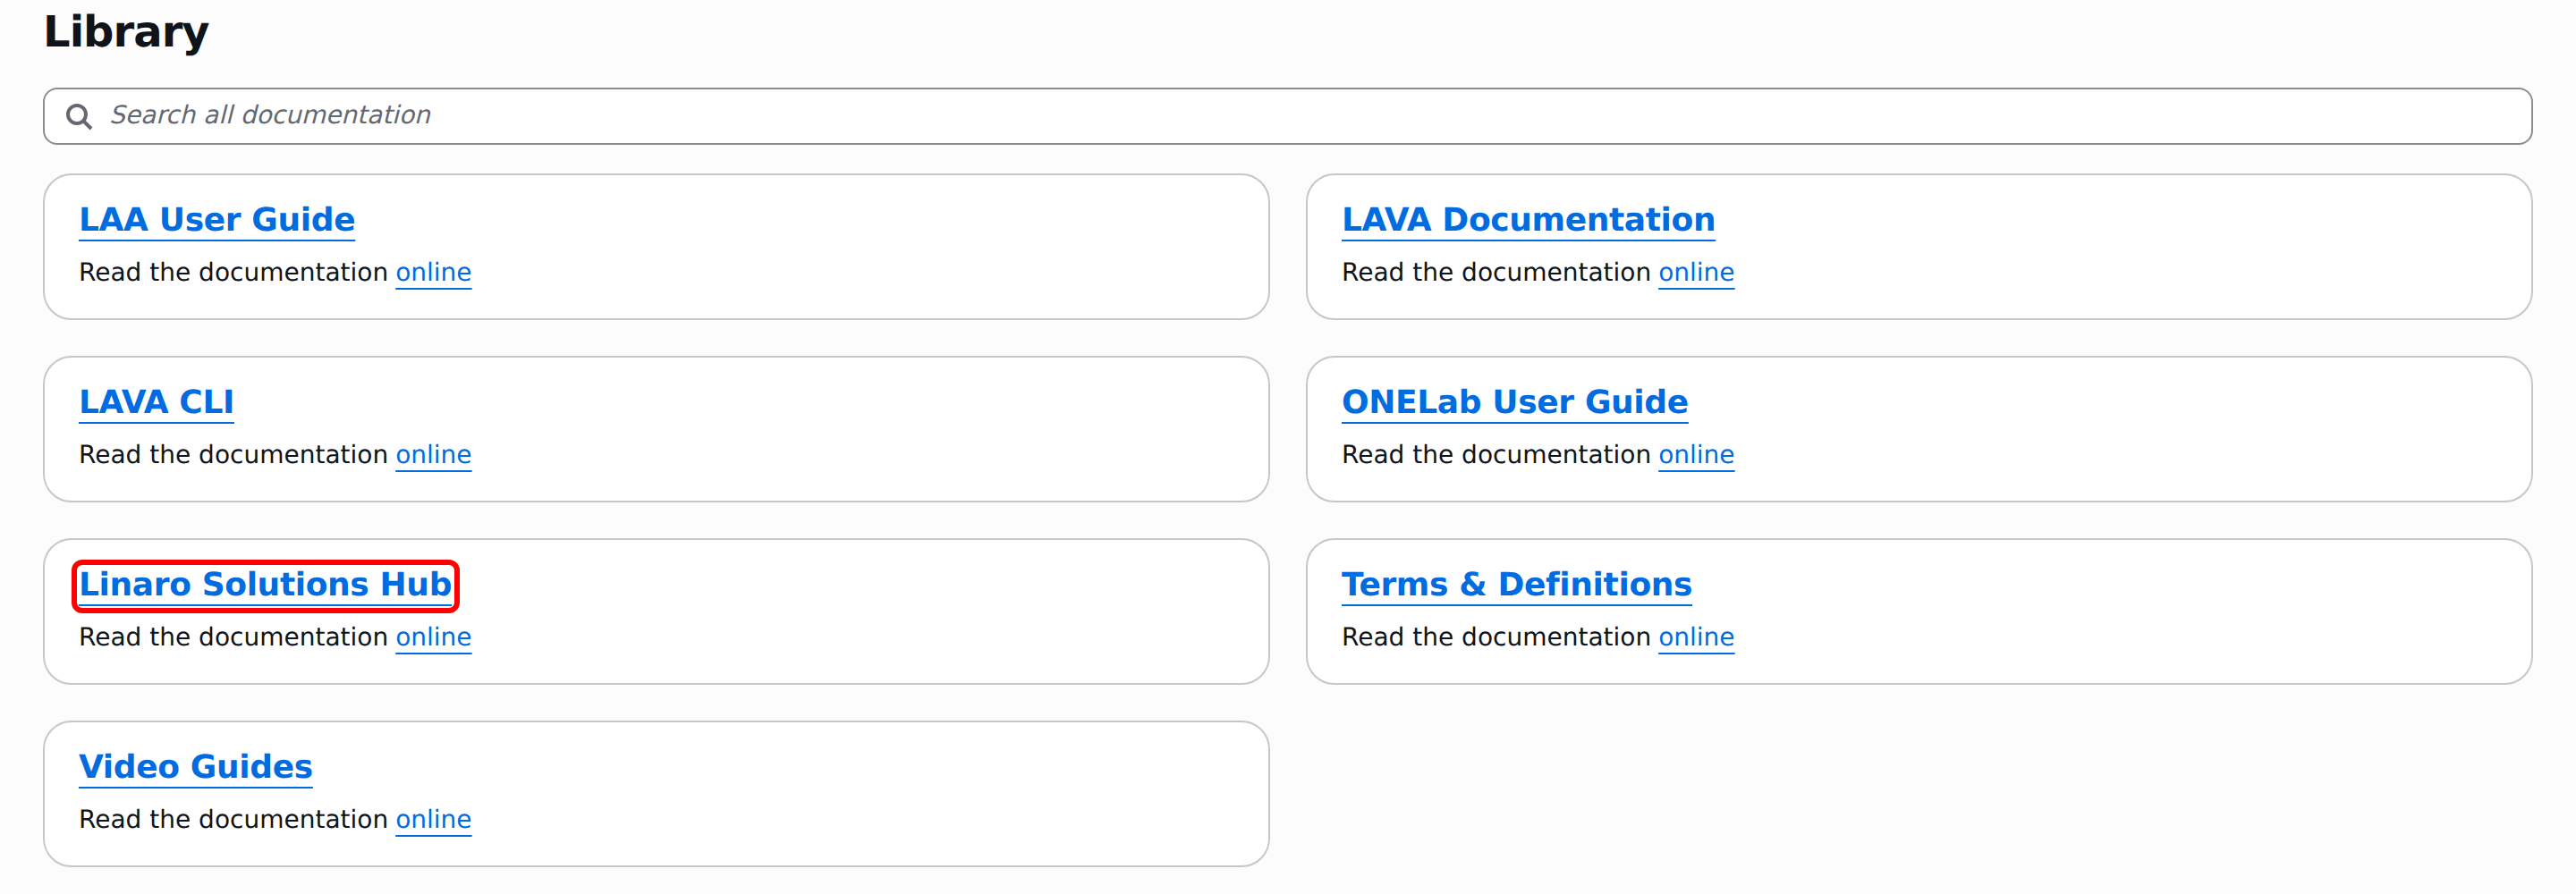 Library
Search all documentation
LAA User Guide
Read the documentation online
LAVA Documentation
Read the documentation online
LAVA CLI
Read the documentation online
ONELab User Guide
Read the documentation online
Linaro Solutions Hub
Read the documentation online
Terms & Definitions
Read the documentation online
Video Guides
Read the documentation online